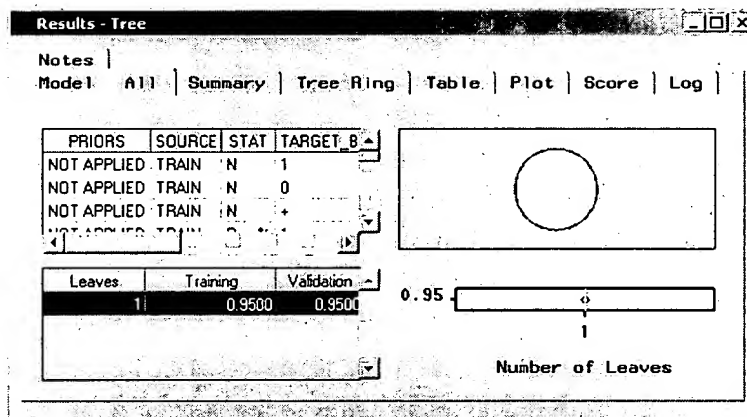 Results - Tree
Notes
Model All Summary Tree Ring Table Plot Score Log
PRIORS SOURCE STAT TARGET_B
NOT APPLIED TRAIN N 1
NOT APPLIED TRAIN N 0
NOT APPLIED TRAIN N +
Leaves Training Validation
1 0.9500 0.9500
0.95
1
Number of Leaves